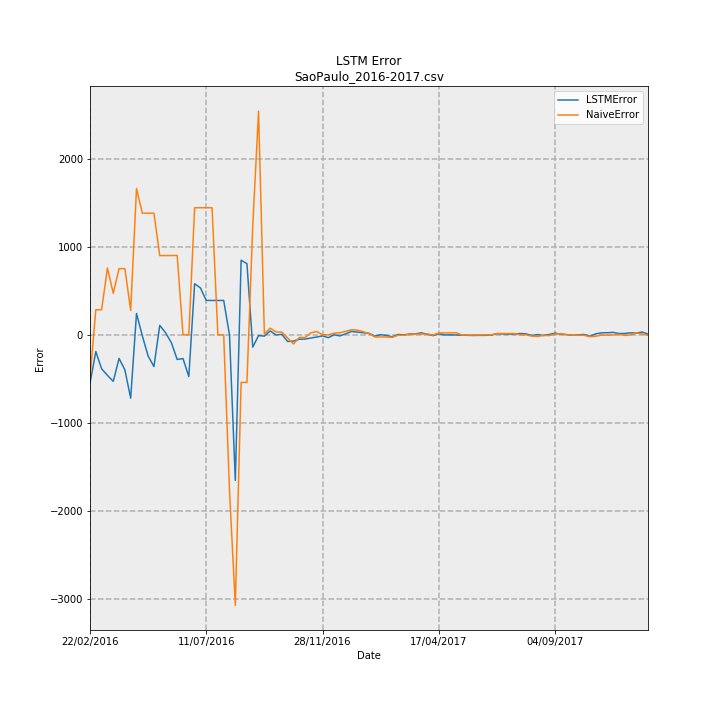 LSTM Error
SaoPaulo_2016-2017.csv
LSTMError
NaiveError
2000
1000
0
−1000
−2000
−3000
Error
22/02/2016 11/07/2016 28/11/2016 17/04/2017 04/09/2017
Date